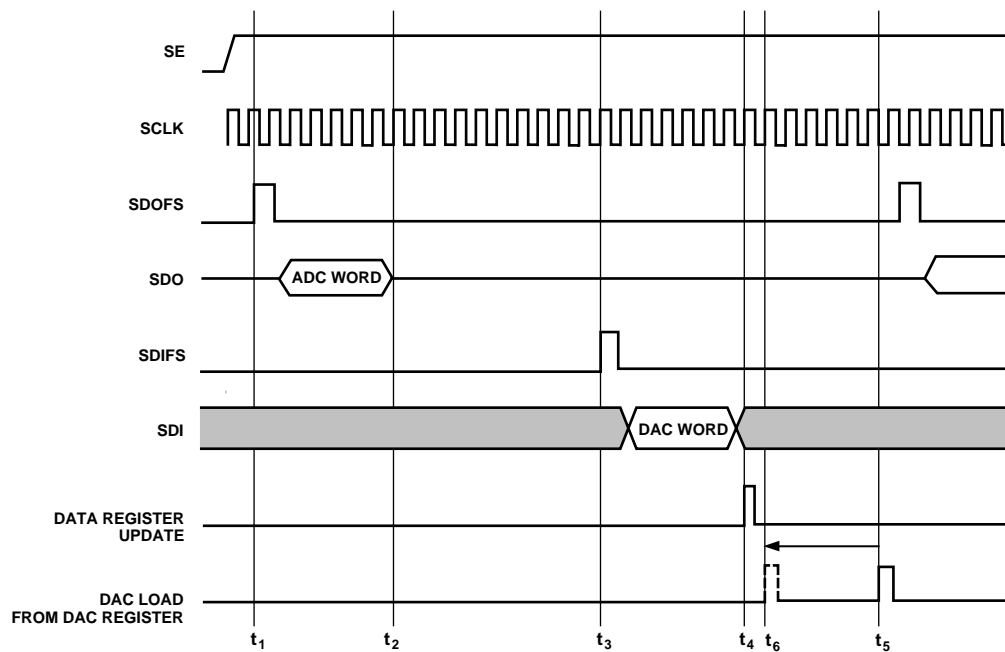 SE
SCLK
SDOFS
SDO
ADC WORD
SDIFS
SDI
DAC WORD
DATA REGISTER
UPDATE
DAC LOAD
FROM DAC REGISTER
t1
t2
t3
t4
t6
t5